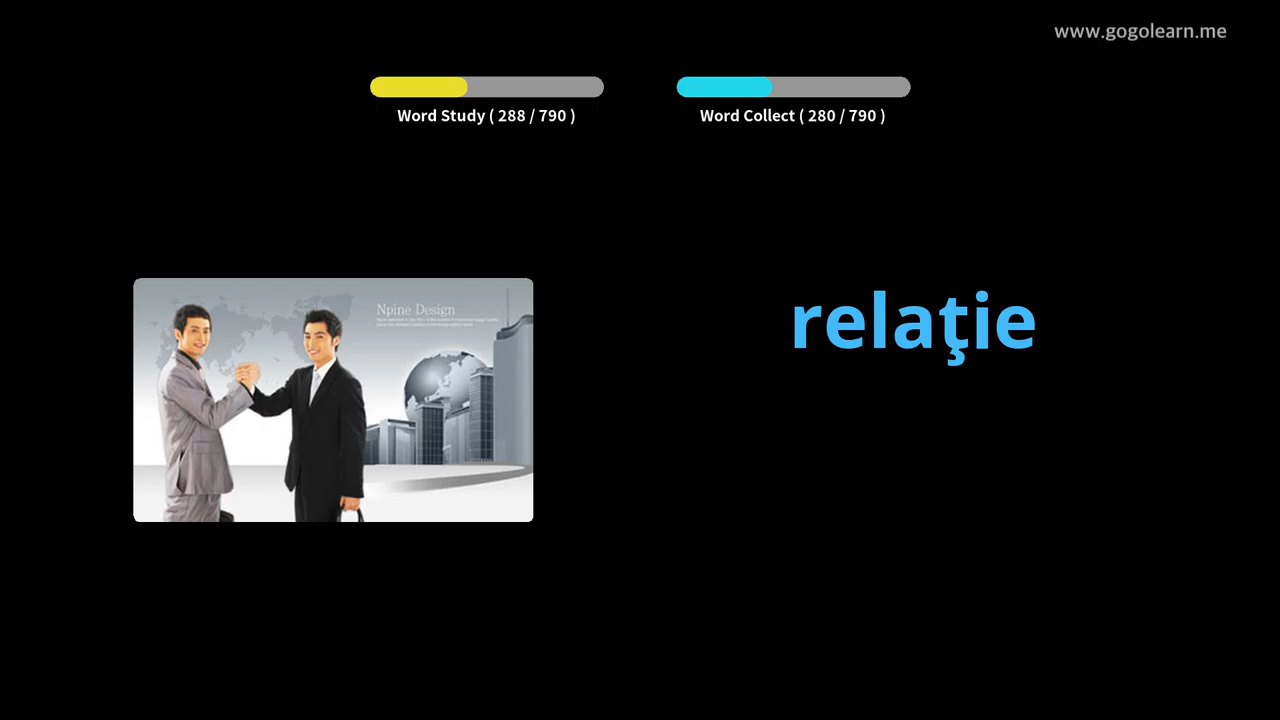 www.gogolearn.me
Word Study ( 288 / 790 )
Word Collect ( 280 / 790 )
Npine Design
relaţie